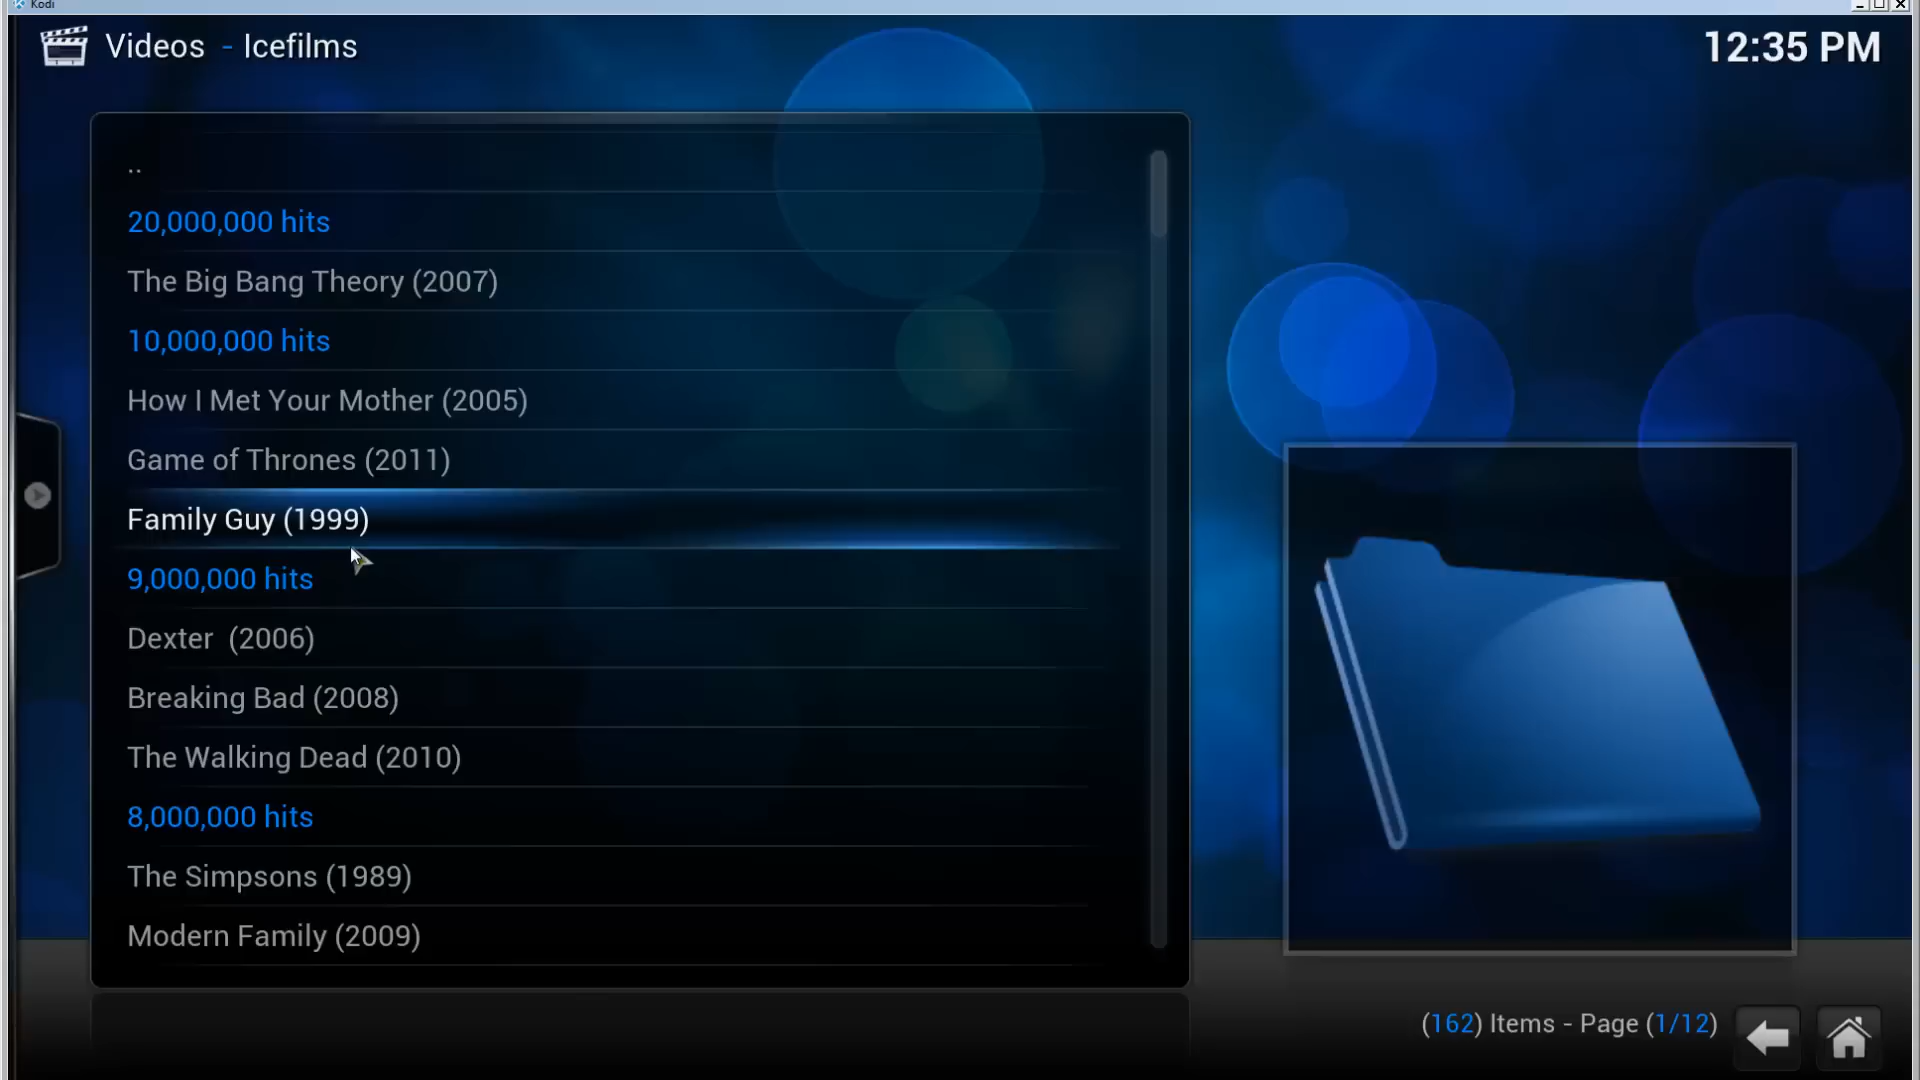 Kodi
Videos - Icefilms
12:35 PM
..
20,000,000 hits
The Big Bang Theory (2007)
10,000,000 hits
How I Met Your Mother (2005)
Game of Thrones (2011)
Family Guy (1999)
9,000,000 hits
Dexter  (2006)
Breaking Bad (2008)
The Walking Dead (2010)
8,000,000 hits
The Simpsons (1989)
Modern Family (2009)
(162) Items - Page (1/12)